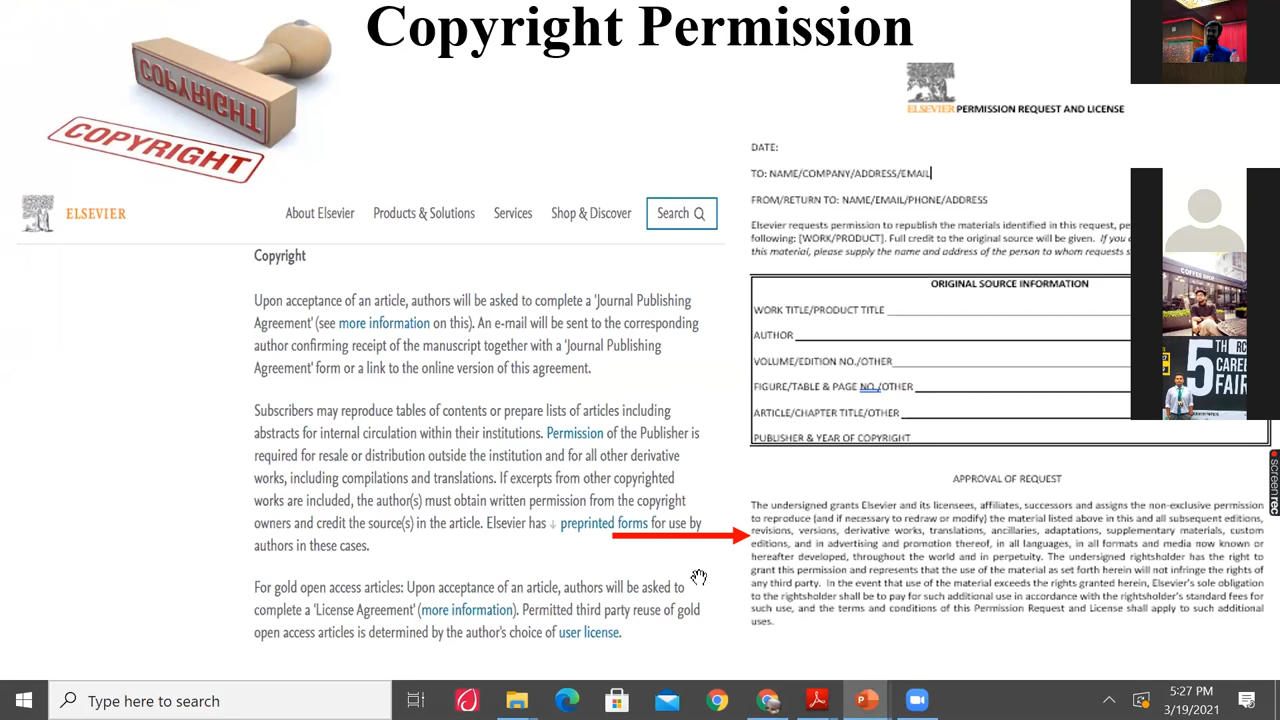 Copyright Permission
COPYRIGHT
COPYRIGHT
ELSEVIER
About Elsevier Products & Solutions Services Shop & Discover Search
Copyright
Upon acceptance of an article, authors will be asked to complete a 'Journal Publishing
Agreement' (see more information on this). An e-mail will be sent to the corresponding
author confirming receipt of the manuscript together with a 'Journal Publishing
Agreement' form or a link to the online version of this agreement.
Subscribers may reproduce tables of contents or prepare lists of articles including
abstracts for internal circulation within their institutions. Permission of the Publisher is
required for resale or distribution outside the institution and for all other derivative
works, including compilations and translations. If excerpts from other copyrighted
works are included, the author(s) must obtain written permission from the copyright
owners and credit the source(s) in the article. Elsevier has ↓ preprinted forms for use by
authors in these cases.
For gold open access articles: Upon acceptance of an article, authors will be asked to
complete a 'License Agreement' (more information). Permitted third party reuse of gold
open access articles is determined by the author's choice of user license.
ELSEVIER PERMISSION REQUEST AND LICENSE
DATE:
TO: NAME/COMPANY/ADDRESS/EMAIL
FROM/RETURN TO: NAME/EMAIL/PHONE/ADDRESS
Elsevier requests permission to republish the materials identified in this request, pe
following: [WORK/PRODUCT]. Full credit to the original source will be given. If you
this material, please supply the name and address of the person to whom requests s
ORIGINAL SOURCE INFORMATION
WORK TITLE/PRODUCT TITLE
AUTHOR
VOLUME/EDITION NO./OTHER
FIGURE/TABLE & PAGE NO./OTHER
ARTICLE/CHAPTER TITLE/OTHER
PUBLISHER & YEAR OF COPYRIGHT
APPROVAL OF REQUEST
The undersigned grants Elsevier and its licensees, affiliates, successors and assigns the non-exclusive permission
to reproduce (and if necessary to redraw or modify) the material listed above in this and all subsequent editions,
revisions, versions, derivative works, translations, ancillaries, adaptations, supplementary materials, custom
editions, and in advertising and promotion thereof, in all languages, in all formats and media now known or
hereafter developed, throughout the world and in perpetuity. The undersigned rightsholder has the right to
grant this permission and represents that the use of the material as set forth herein will not infringe the rights of
any third party. In the event that use of the material exceeds the rights granted herein, Elsevier's sole obligation
to the rightsholder shall be to pay for such additional use in accordance with the rightsholder's standard fees for
such use, and the terms and conditions of this Permission Request and License shall apply to such additional
uses.
COFFEE
5TH RC
CAREE
FAIR
screenrec
Type here to search
5:27 PM
3/19/2021